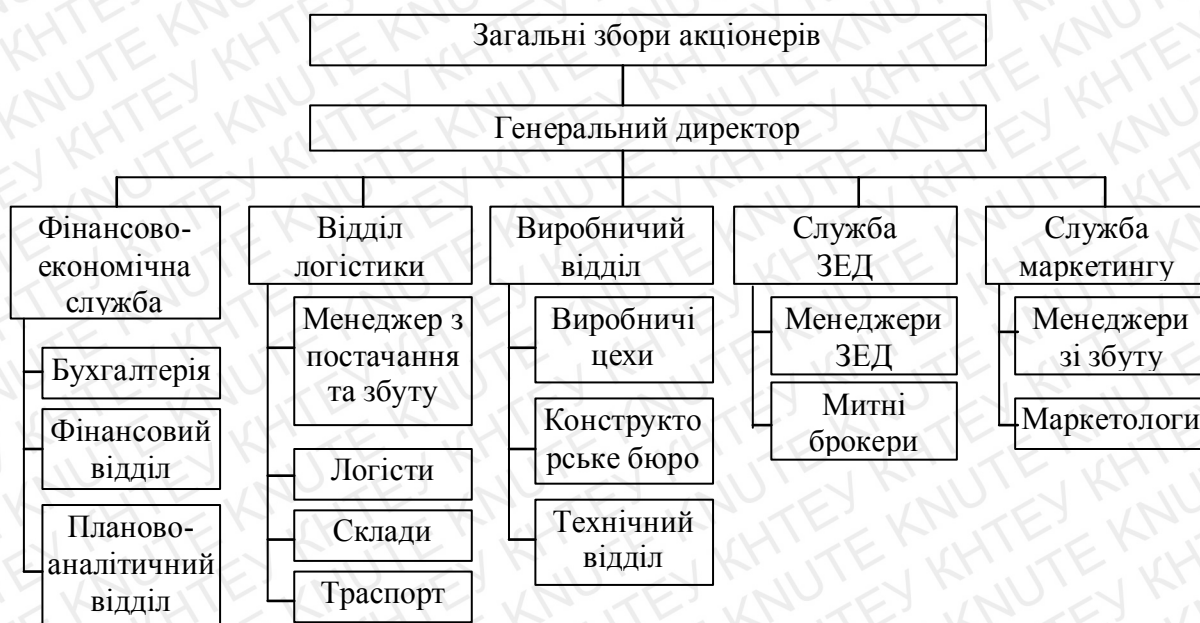 Загальні збори акціонерів
Генеральний директор
Фінансово-
економічна
служба
Бухгалтерія
Фінансовий
відділ
Планово-
аналітичний
відділ
Відділ
логістики
Менеджер з
постачання
та збуту
Логісти
Склади
Траспорт
Виробничий
відділ
Виробничі
цехи
Конструкто
рське бюро
Технічний
відділ
Служба
ЗЕД
Менеджери
ЗЕД
Митні
брокери
Служба
маркетингу
Менеджери
зі збуту
Маркетологи